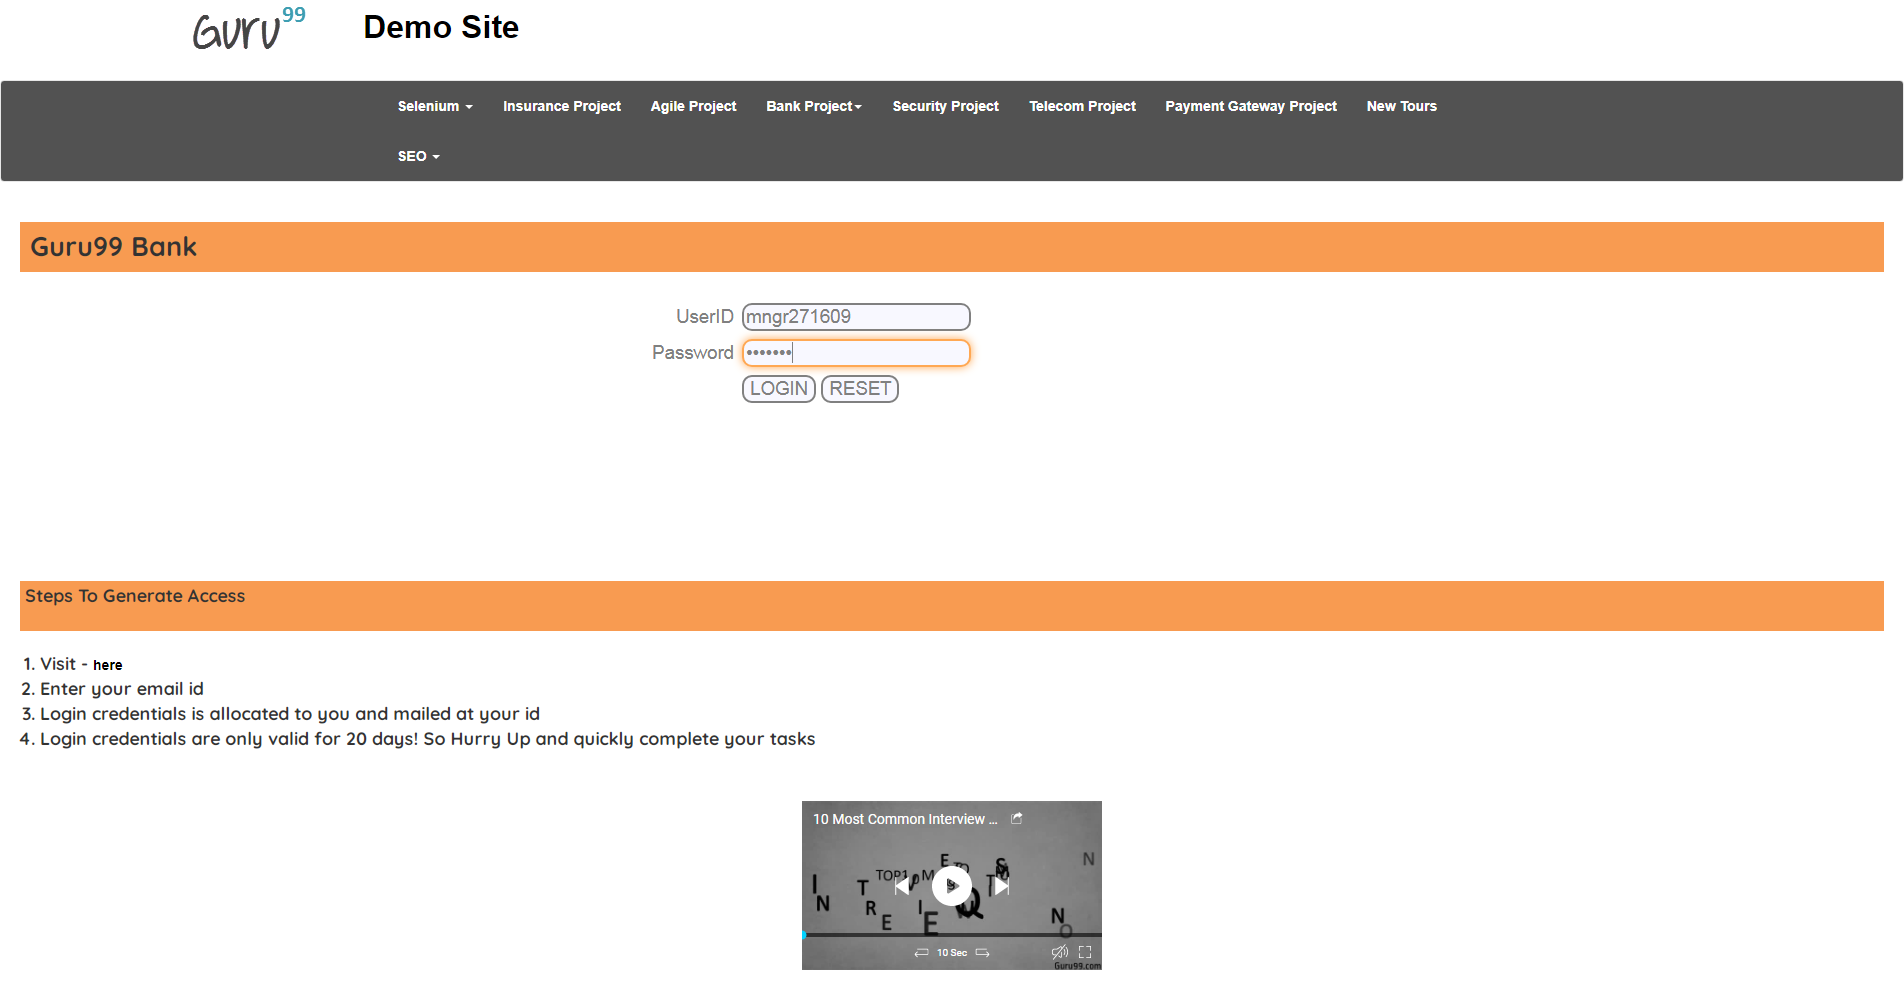 Guru99 Demo Site
Selenium Insurance Project Agile Project Bank Project Security Project Telecom Project Payment Gateway Project New Tours
SEO
Guru99 Bank
UserID mngr271609
Password •••••••
LOGIN RESET
Steps To Generate Access
1. Visit - here
2. Enter your email id
3. Login credentials is allocated to you and mailed at your id
4. Login credentials are only valid for 20 days! So Hurry Up and quickly complete your tasks
10 Most Common Interview ...
10 Sec
Guru99.com